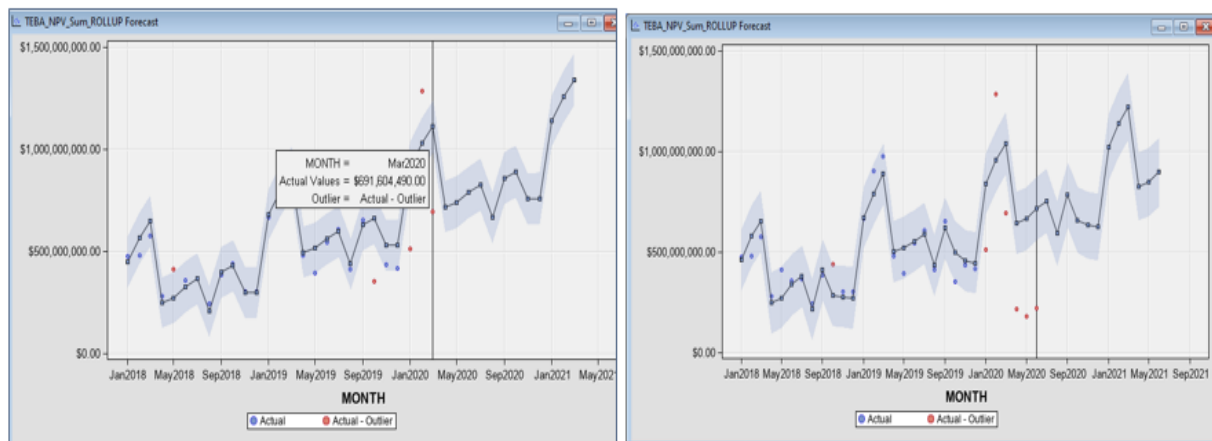 TEBA_NPV_Sum_ROLLUP Forecast
$1,500,000,000.00
$1,000,000,000.00
$500,000,000.00
$0.00
MONTH = Mar2020
Actual Values = $691,604,490.00
Outlier = Actual - Outlier
Jan2018 May2018 Sep2018 Jan2019 May2019 Sep2019 Jan2020 May2020 Sep2020 Jan2021 May2021
MONTH
Actual Actual - Outlier
TEBA_NPV_Sum_ROLLUP Forecast
$1,500,000,000.00
$1,000,000,000.00
$500,000,000.00
$0.00
Jan2018 May2018 Sep2018 Jan2019 May2019 Sep2019 Jan2020 May2020 Sep2020 Jan2021 May2021 Sep2021
MONTH
Actual Actual - Outlier